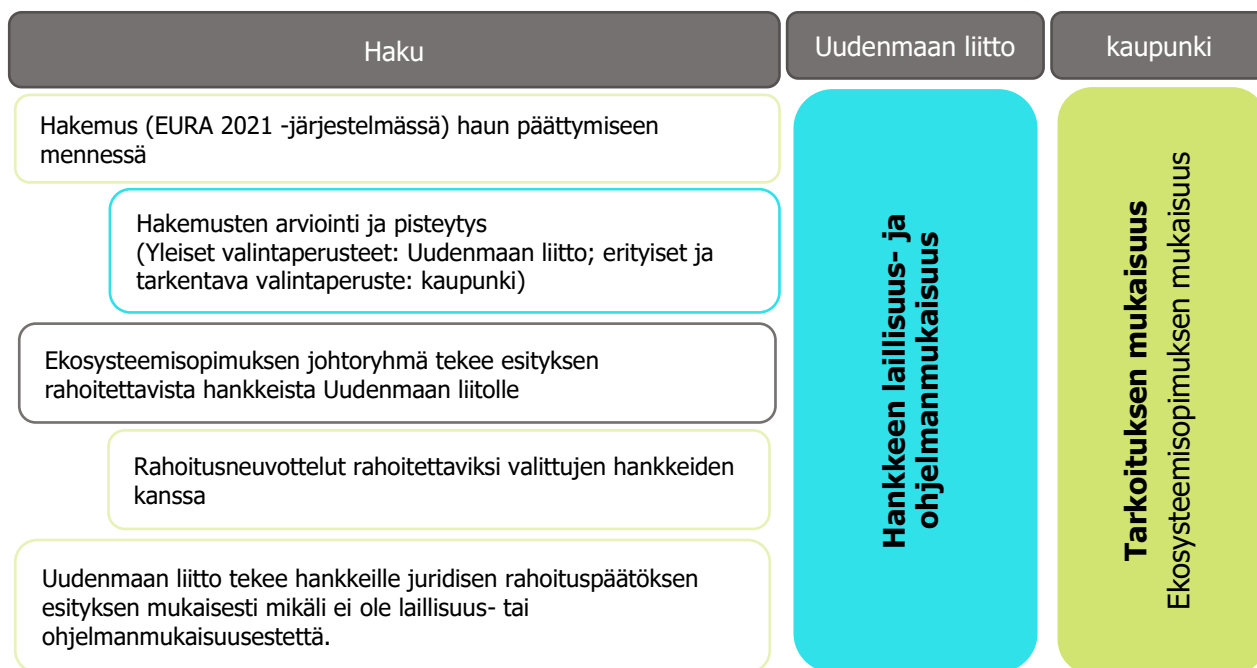 Haku
Uudenmaan liitto
kaupunki
Hakemus (EURA 2021 -järjestelmässä) haun päättymiseen
mennessä
Hakemusten arviointi ja pisteytys
(Yleiset valintaperusteet: Uudenmaan liitto; erityiset ja
tarkentava valintaperuste: kaupunki)
Ekosysteemisopimuksen johtoryhmä tekee esityksen
rahoitettavista hankkeista Uudenmaan liitolle
Rahoitusneuvottelut rahoitettaviksi valittujen hankkeiden
kanssa
Uudenmaan liitto tekee hankkeille juridisen rahoituspäätöksen
esityksen mukaisesti mikäli ei ole laillisuus- tai
ohjelmanmukaisuusestettä.
Hankkeen laillisuus- ja
ohjelmanmukaisuus
Tarkoituksen mukaisuus
Ekosysteemisopimuksen mukaisuus